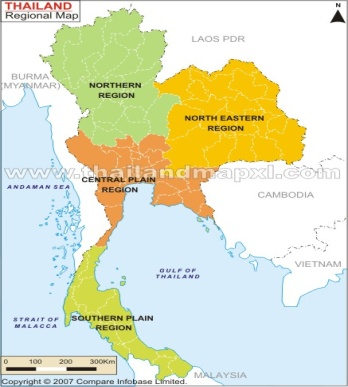 THAILAND
Regional Map
N
LAOS PDR
BURMA
(MYANMAR)
NORTHERN
REGION
NORTH EASTERN
REGION
www.thailandmapxl.com
CENTRAL PLAIN
REGION
ANDAMAN SEA
CAMBODIA
VIETNAM
GULF OF
THAILAND
STRAIT OF
MALACCA
SOUTHERN PLAIN
REGION
0 100 200 300Km
MALAYSIA
Copyright © 2007 Compare Infobase Limited.